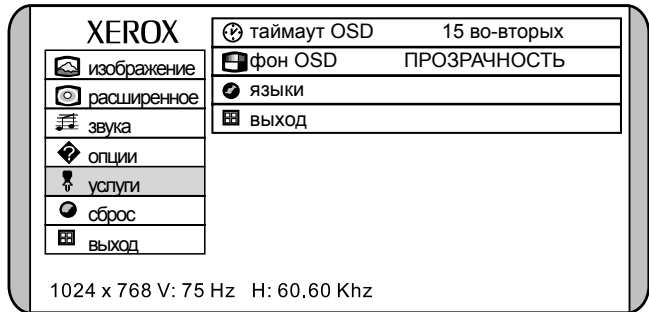 XEROX
изображение
расширенное
звука
опции
услуги
сброс
выход
таймаут OSD 15 во-вторых
фон OSD ПРОЗРАЧНОСТЬ
языки
выход
1024 x 768 V: 75 Hz H: 60.60 Khz